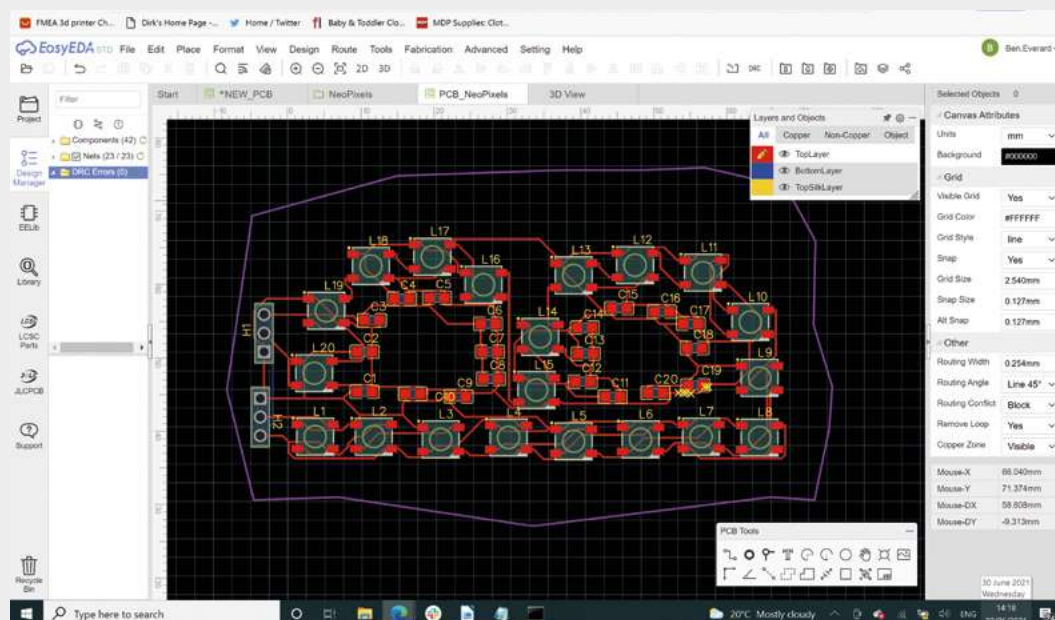 FMEA 3d printer Ch... Dirk's Home Page -... Home / Twitter Baby & Toddler Clo... MDP Supplies: Clot...
EasyEDA STD File Edit Place Format View Design Route Tools Fabrication Advanced Setting Help Ben.Everard
2D 3D DRC
Start *NEW_PCB NeoPixels PCB_NeoPixels 3D View
Project
Design Manager
EELib
Library
LCSC Parts
JLCPCB
Support
Recycle Bin
Filter
Components (42)
Nets (23 / 23)
DRC Errors (0)
Layers and Objects
All Copper Non-Copper Object
TopLayer
BottomLayer
TopSilkLayer
L17
L18
L16
L13
L12
L11
L19
C4 C5
C3
C6
L14
C14
C15
C16
C17
L10
H1
L20
C2
C7
C13
C18
L9
C1
C8
L15
C12
C19
C10
C9
C11
C20
H2
L1 L2 L3 L4 L5 L6 L7 L8
PCB Tools
Selected Objects 0
Canvas Attributes
Units mm
Background #000000
Grid
Visible Grid Yes
Grid Color #FFFFFF
Grid Style line
Snap Yes
Grid Size 2.540mm
Snap Size 0.127mm
Alt Snap 0.127mm
Other
Routing Width 0.254mm
Routing Angle Line 45°
Routing Conflict Block
Remove Loop Yes
Copper Zone Visible
Mouse-X 66.040mm
Mouse-Y 71.374mm
Mouse-DX 58.808mm
Mouse-DY -9.313mm
30 June 2021
Wednesday
Type here to search
20°C Mostly cloudy
ENG
14:18